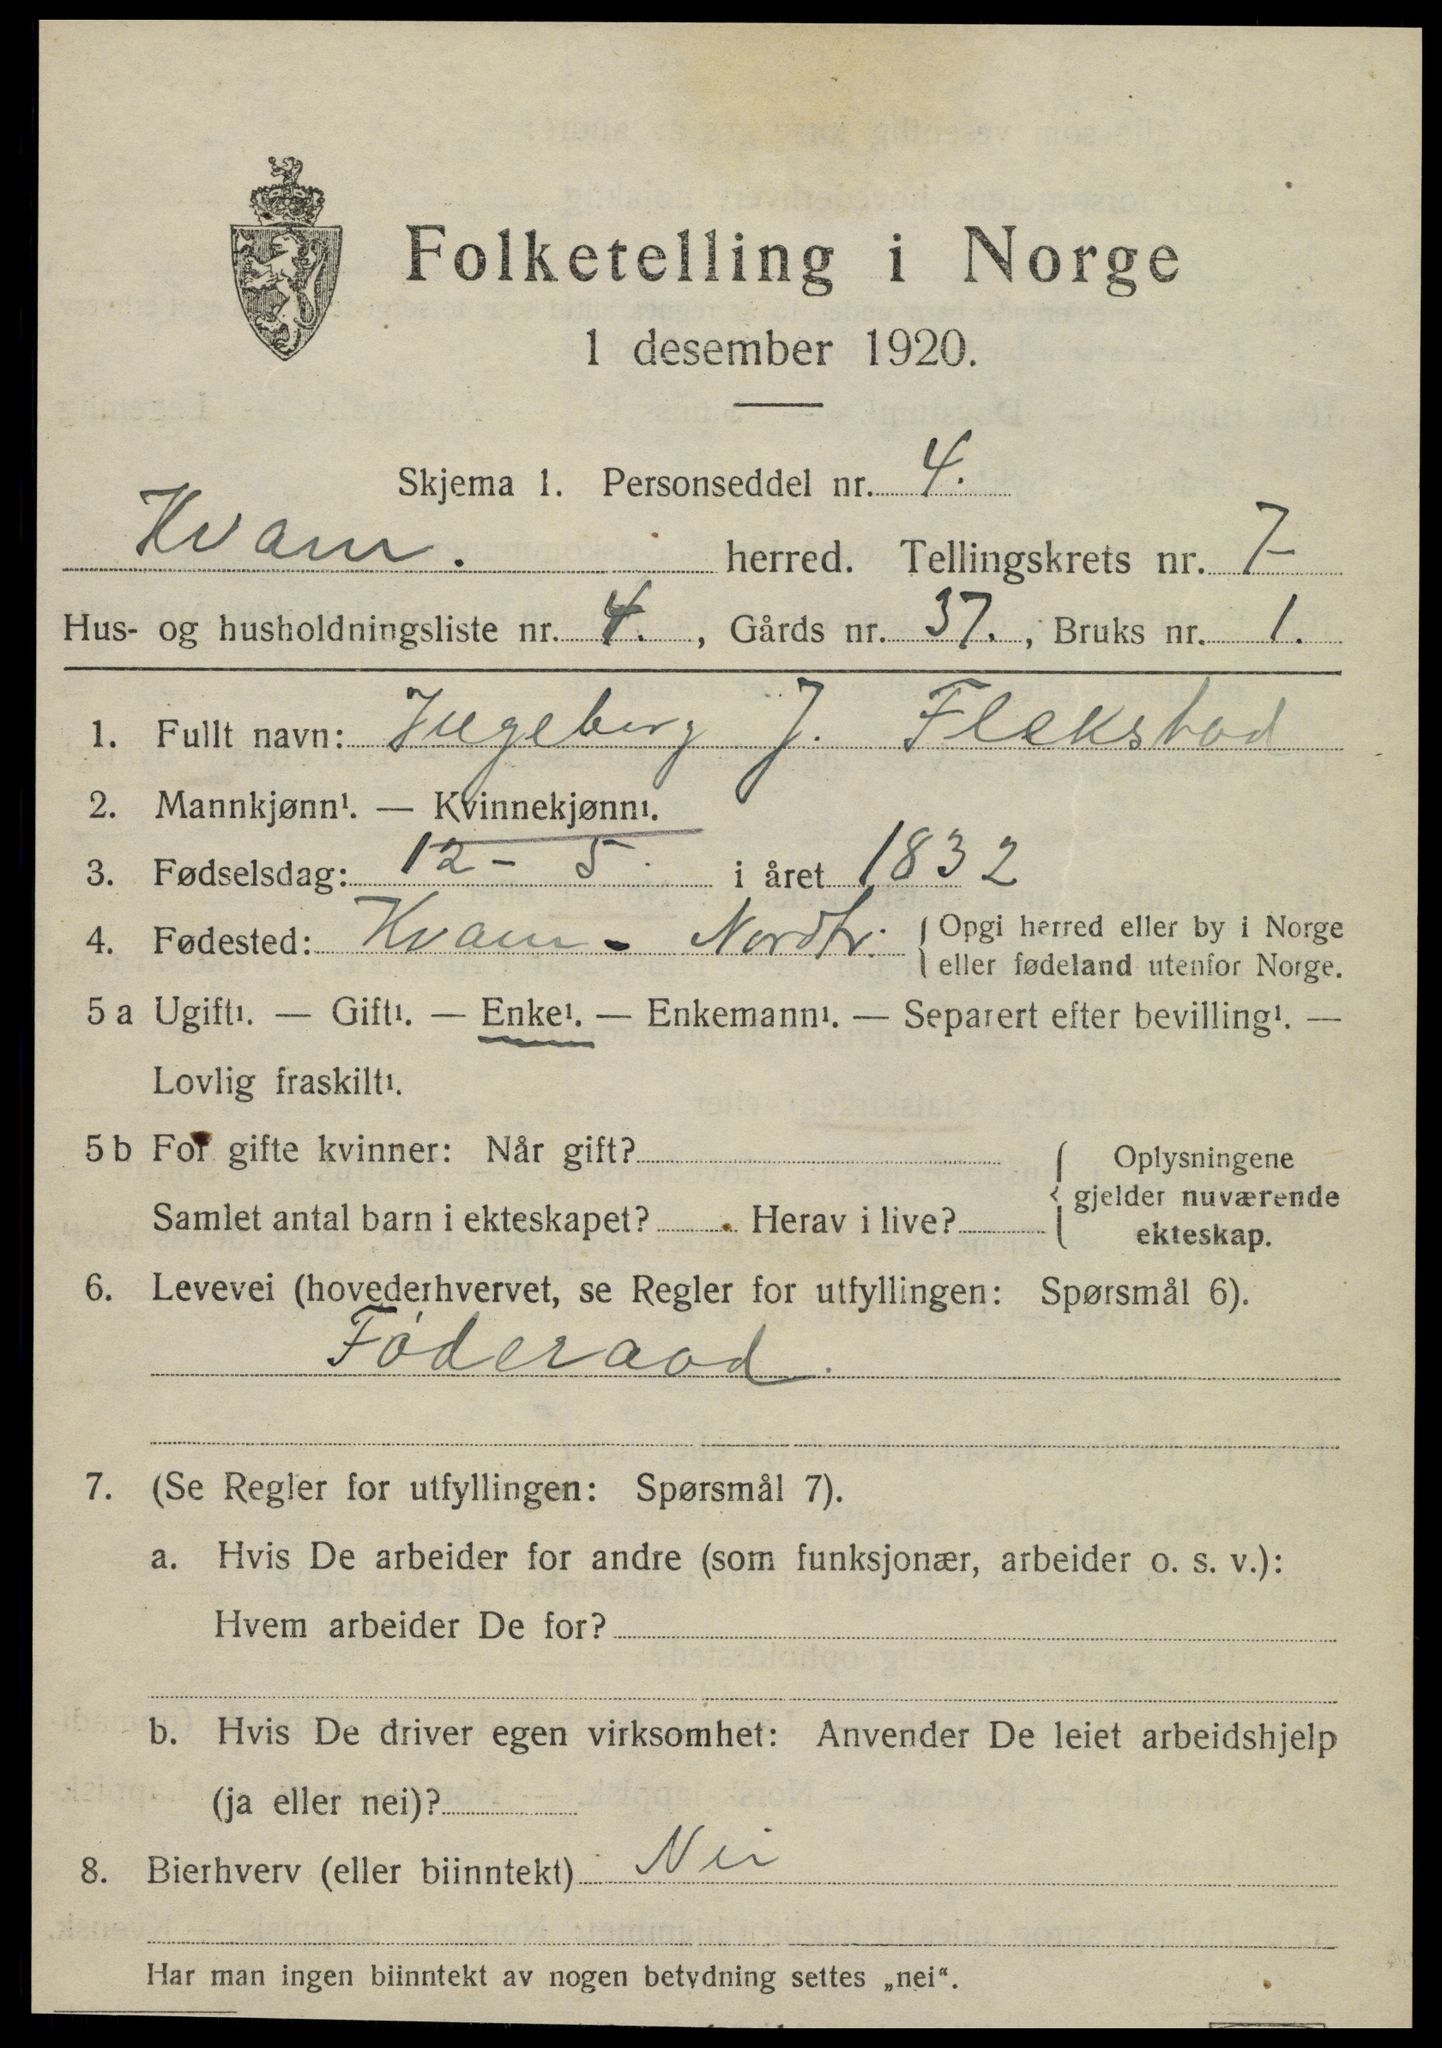 Folketelling i Norge
1 desember 1920.
Skjema 1. Personseddel nr. 4.
Kvam. herred. Tellingskrets nr. 7
Hus- og husholdningsliste nr. 4. , Gårds nr. 37. , Bruks nr. 1.
1. Fullt navn: Ingeborg J. Flekstad
2. Mannkjønn¹. — Kvinnekjønn¹.
3. Fødselsdag: 12 - 5. i året 1832
4. Fødested: Kvam - Nordtr. { Opgi herred eller by i Norge
eller fødeland utenfor Norge.
5 a Ugift¹. — Gift¹. — Enke¹. — Enkemann¹. — Separert efter bevilling¹. —
Lovlig fraskilt¹.
5 b For gifte kvinner: Når gift?
Samlet antal barn i ekteskapet? Herav i live?
{ Oplysningene
gjelder nuværende
ekteskap.
6. Levevei (hovederhvervet, se Regler for utfyllingen: Spørsmål 6).
Føderaad.
7. (Se Regler for utfyllingen: Spørsmål 7).
a. Hvis De arbeider for andre (som funksjonær, arbeider o. s. v.):
Hvem arbeider De for?
b. Hvis De driver egen virksomhet: Anvender De leiet arbeidshjelp
(ja eller nei)?
8. Bierhverv (eller biinntekt) Nei
Har man ingen biinntekt av nogen betydning settes „nei“.